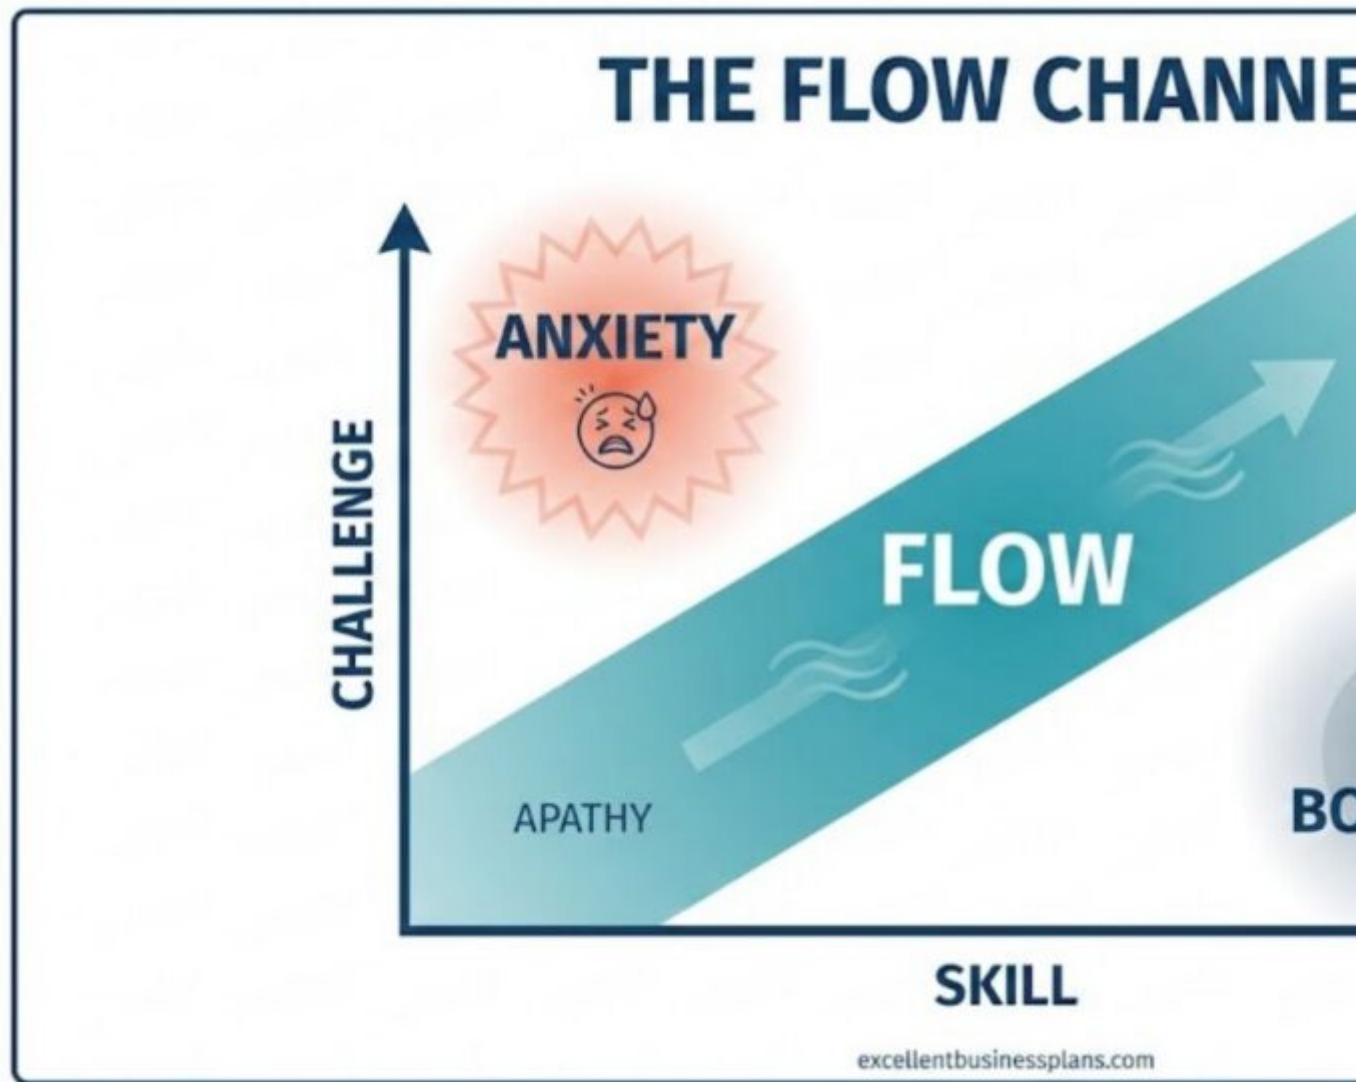 THE FLOW CHANNE
ANXIETY
CHALLENGE
FLOW
APATHY
BO
SKILL
excellentbusinessplans.com